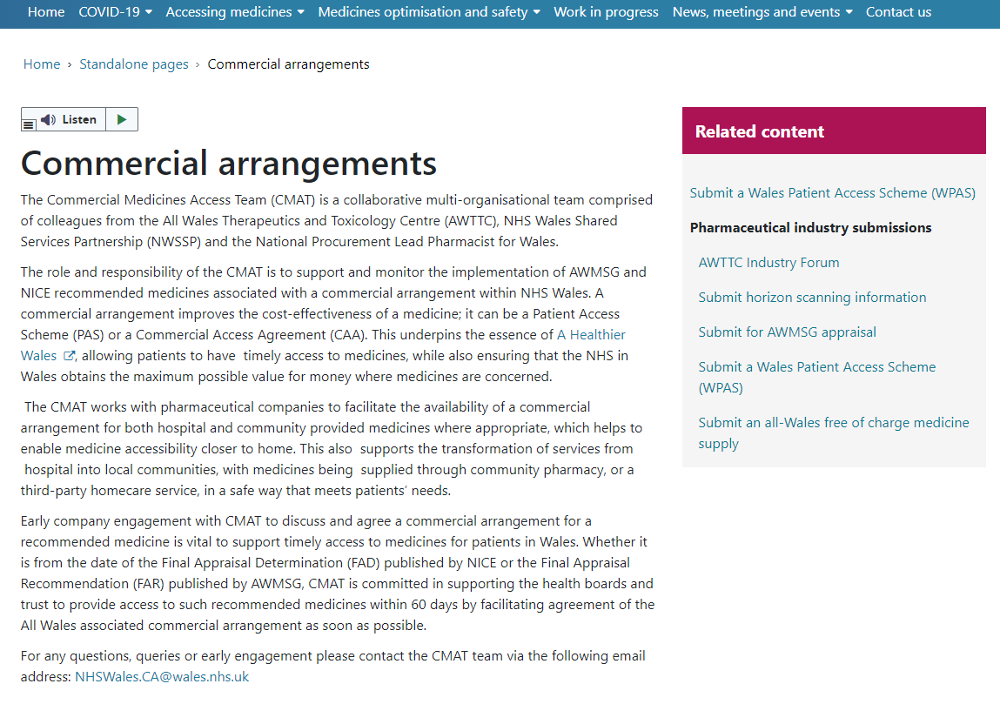 Home COVID-19 Accessing medicines Medicines optimisation and safety Work in progress News, meetings and events Contact us
Home › Standalone pages › Commercial arrangements
Listen
Commercial arrangements
The Commercial Medicines Access Team (CMAT) is a collaborative multi-organisational team comprised
of colleagues from the All Wales Therapeutics and Toxicology Centre (AWTTC), NHS Wales Shared
Services Partnership (NWSSP) and the National Procurement Lead Pharmacist for Wales.
The role and responsibility of the CMAT is to support and monitor the implementation of AWMSG and
NICE recommended medicines associated with a commercial arrangement within NHS Wales. A
commercial arrangement improves the cost-effectiveness of a medicine; it can be a Patient Access
Scheme (PAS) or a Commercial Access Agreement (CAA). This underpins the essence of A Healthier
Wales , allowing patients to have  timely access to medicines, while also ensuring that the NHS in
Wales obtains the maximum possible value for money where medicines are concerned.
The CMAT works with pharmaceutical companies to facilitate the availability of a commercial
arrangement for both hospital and community provided medicines where appropriate, which helps to
enable medicine accessibility closer to home. This also  supports the transformation of services from
hospital into local communities, with medicines being  supplied through community pharmacy, or a
third-party homecare service, in a safe way that meets patients’ needs.
Early company engagement with CMAT to discuss and agree a commercial arrangement for a
recommended medicine is vital to support timely access to medicines for patients in Wales. Whether it
is from the date of the Final Appraisal Determination (FAD) published by NICE or the Final Appraisal
Recommendation (FAR) published by AWMSG, CMAT is committed in supporting the health boards and
trust to provide access to such recommended medicines within 60 days by facilitating agreement of the
All Wales associated commercial arrangement as soon as possible.
For any questions, queries or early engagement please contact the CMAT team via the following email
address: NHSWales.CA@wales.nhs.uk
Related content
Submit a Wales Patient Access Scheme (WPAS)
Pharmaceutical industry submissions
AWTTC Industry Forum
Submit horizon scanning information
Submit for AWMSG appraisal
Submit a Wales Patient Access Scheme
(WPAS)
Submit an all-Wales free of charge medicine
supply